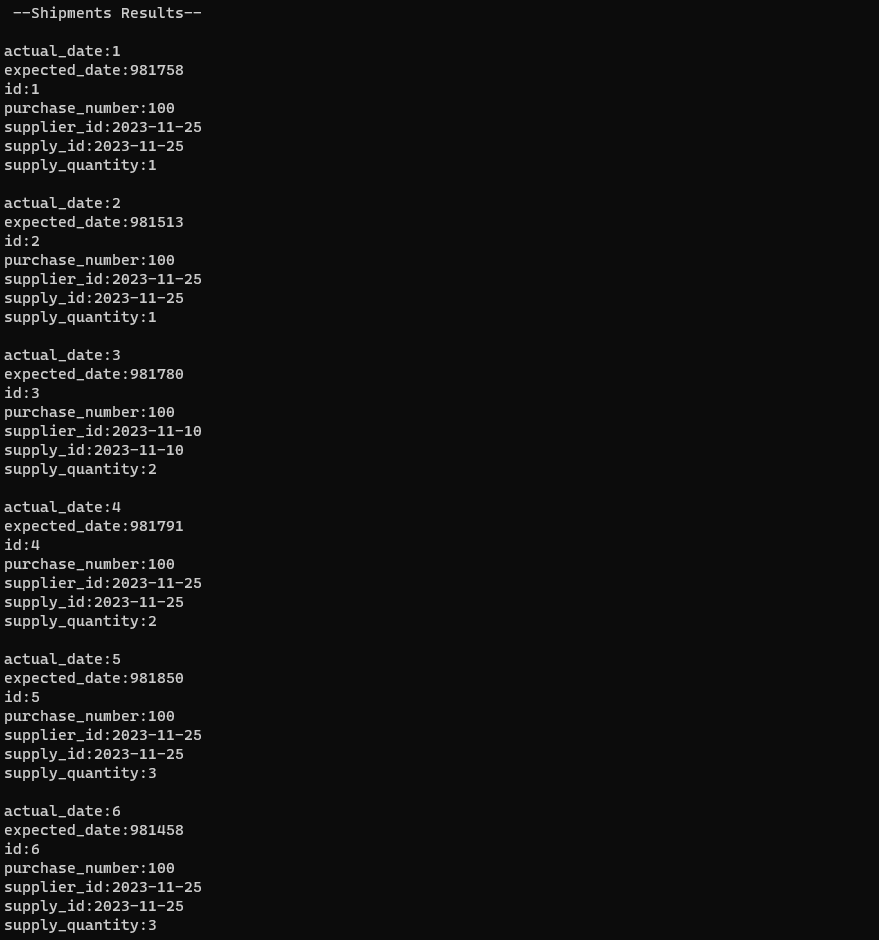 --Shipments Results--
actual_date:1
expected_date:981758
id:1
purchase_number:100
supplier_id:2023-11-25
supply_id:2023-11-25
supply_quantity:1
actual_date:2
expected_date:981513
id:2
purchase_number:100
supplier_id:2023-11-25
supply_id:2023-11-25
supply_quantity:1
actual_date:3
expected_date:981780
id:3
purchase_number:100
supplier_id:2023-11-10
supply_id:2023-11-10
supply_quantity:2
actual_date:4
expected_date:981791
id:4
purchase_number:100
supplier_id:2023-11-25
supply_id:2023-11-25
supply_quantity:2
actual_date:5
expected_date:981850
id:5
purchase_number:100
supplier_id:2023-11-25
supply_id:2023-11-25
supply_quantity:3
actual_date:6
expected_date:981458
id:6
purchase_number:100
supplier_id:2023-11-25
supply_id:2023-11-25
supply_quantity:3